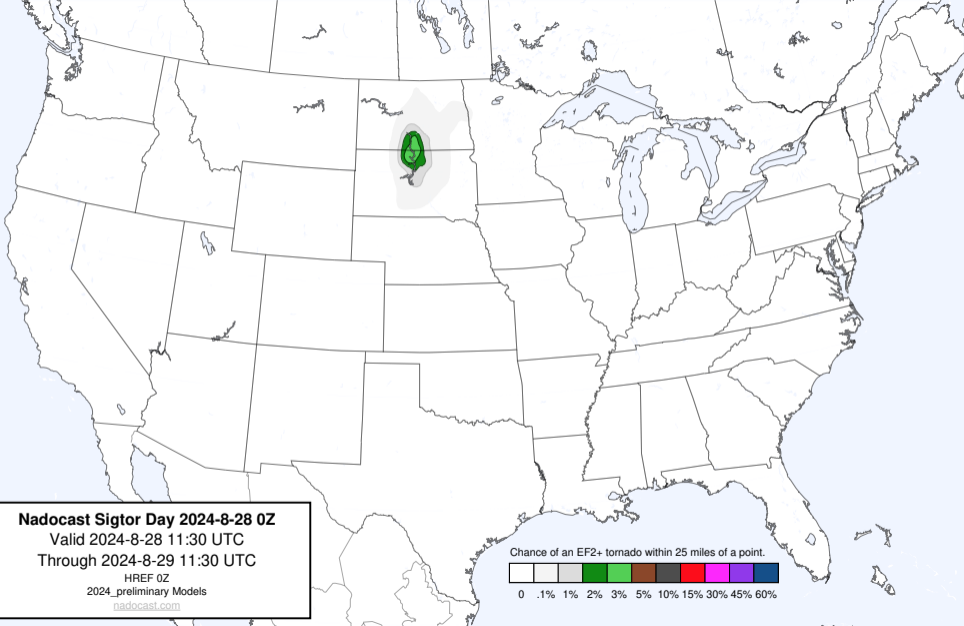 Nadocast Sigtor Day 2024-8-28 0Z
Valid 2024-8-28 11:30 UTC
Through 2024-8-29 11:30 UTC
HREF 0Z
2024_preliminary Models
nadocast.com
Chance of an EF2+ tornado within 25 miles of a point.
0 .1% 1% 2% 3% 5% 10% 15% 30% 45% 60%